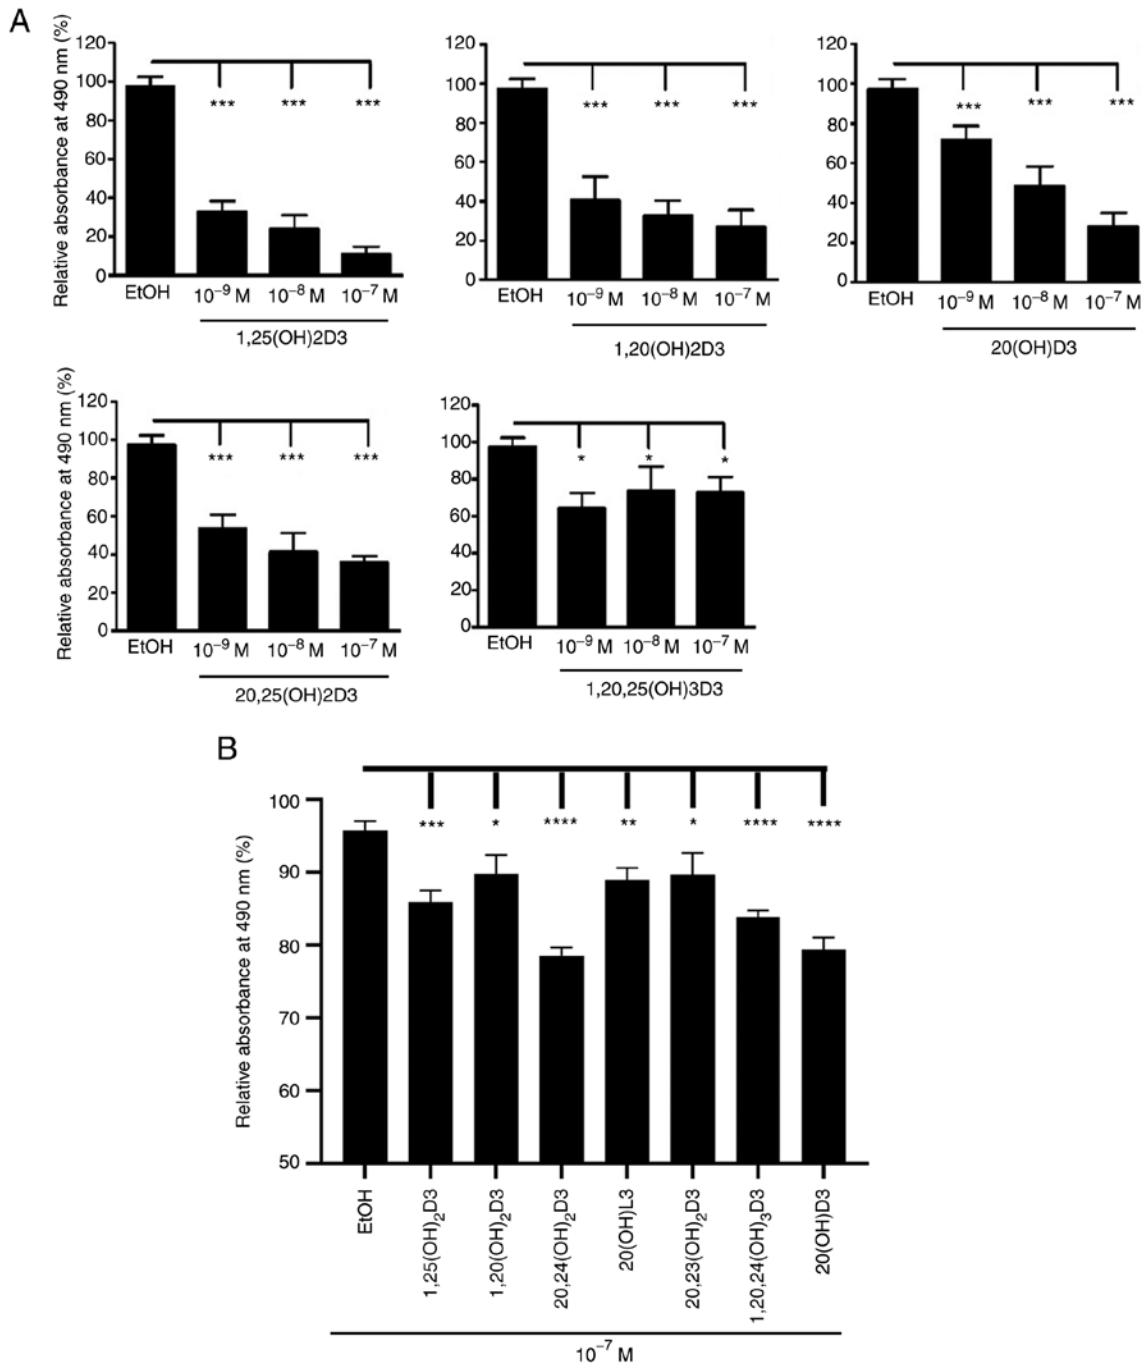 A
Relative absorbance at 490 nm (%)
120
100
80
60
40
20
0
*** *** ***
EtOH 10⁻⁹ M 10⁻⁸ M 10⁻⁷ M
1,25(OH)2D3
120
100
80
60
40
20
0
*** *** ***
EtOH 10⁻⁹ M 10⁻⁸ M 10⁻⁷ M
1,20(OH)2D3
120
100
80
60
40
20
0
*** *** ***
EtOH 10⁻⁹ M 10⁻⁸ M 10⁻⁷ M
20(OH)D3
Relative absorbance at 490 nm (%)
120
100
80
60
40
20
0
*** *** ***
EtOH 10⁻⁹ M 10⁻⁸ M 10⁻⁷ M
20,25(OH)2D3
120
100
80
60
40
20
0
* * *
EtOH 10⁻⁹ M 10⁻⁸ M 10⁻⁷ M
1,20,25(OH)3D3
B
Relative absorbance at 490 nm (%)
100
90
80
70
60
50
*** * **** ** * **** ****
EtOH
1,25(OH)₂D3
1,20(OH)₂D3
20,24(OH)₂D3
20(OH)L3
20,23(OH)₂D3
1,20,24(OH)₃D3
20(OH)D3
10⁻⁷ M